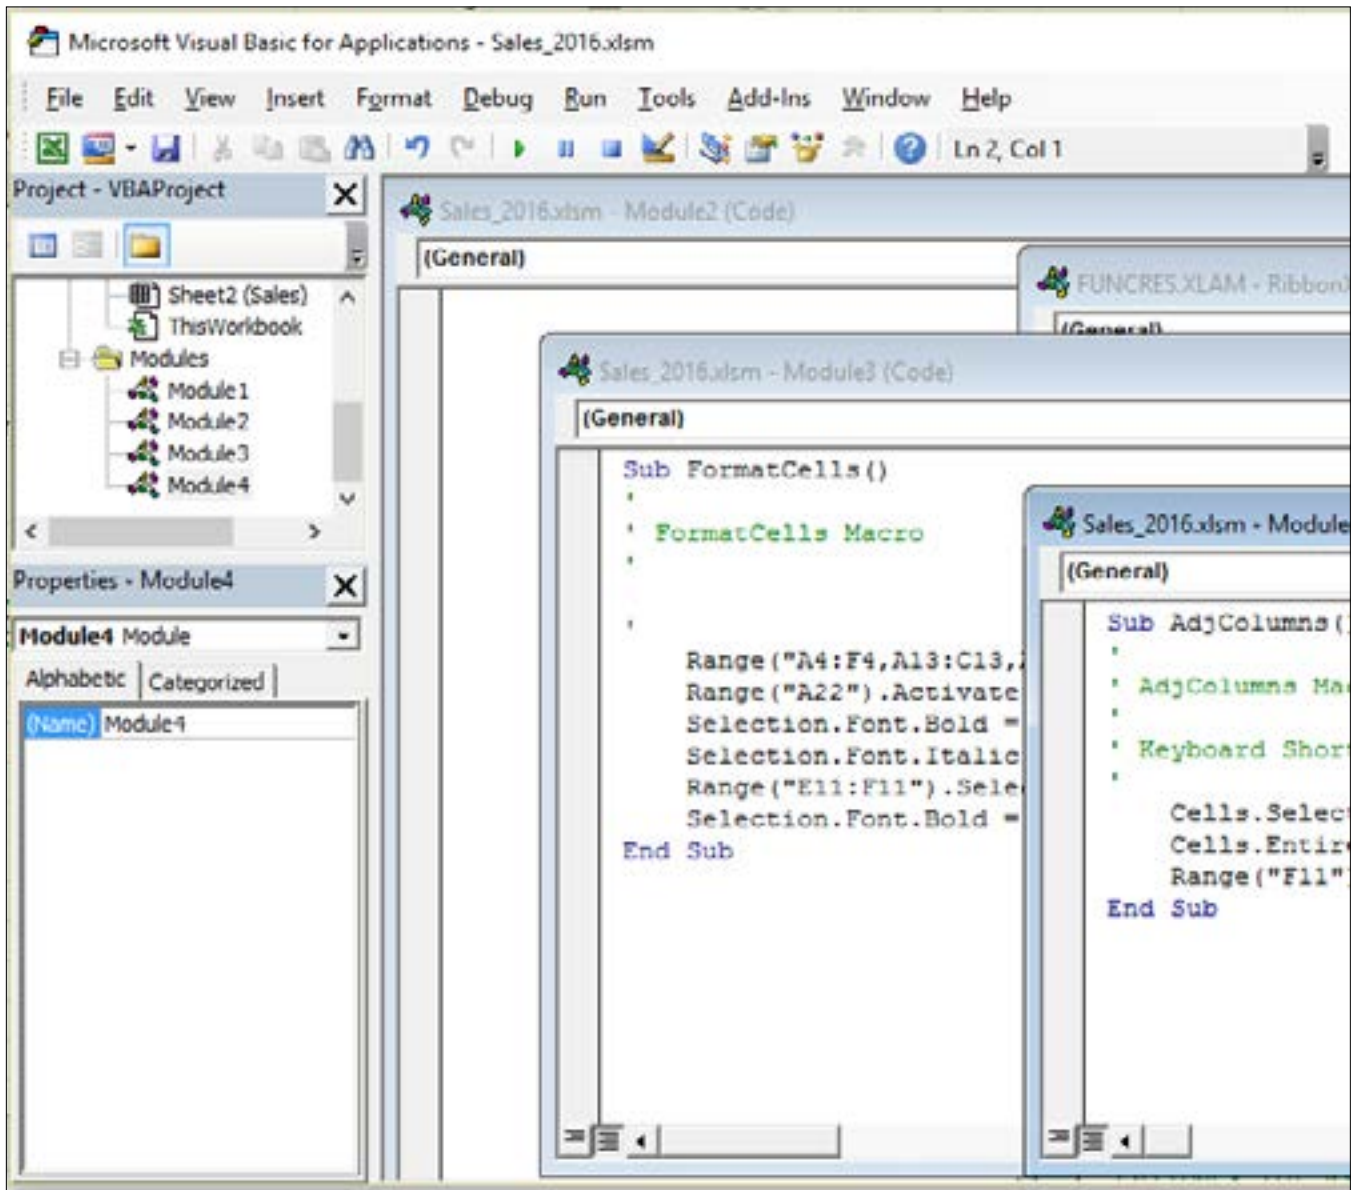 Microsoft Visual Basic for Applications - Sales_2016.xlsm
File Edit View Insert Format Debug Run Tools Add-Ins Window Help
Ln 2, Col 1
Project - VBAProject
Sheet2 (Sales)
ThisWorkbook
Modules
Module1
Module2
Module3
Module4
Properties - Module4
Module4 Module
Alphabetic Categorized
(Name) Module4
Sales_2016.xlsm - Module2 (Code)
(General)
FUNCRES.XLAM - Ribbon
(General)
Sales_2016.xlsm - Module3 (Code)
(General)
Sub FormatCells()
'
' FormatCells Macro
'
'
Range("A4:F4,A13:C13,
Range("A22").Activate
Selection.Font.Bold =
Selection.Font.Italic
Range("E11:F11").Sele
Selection.Font.Bold =
End Sub
Sales_2016.xlsm - Module
(General)
Sub AdjColumns(
'
' AdjColumns Ma
'
' Keyboard Shor
'
Cells.Selec
Cells.Entire
Range("F11"
End Sub